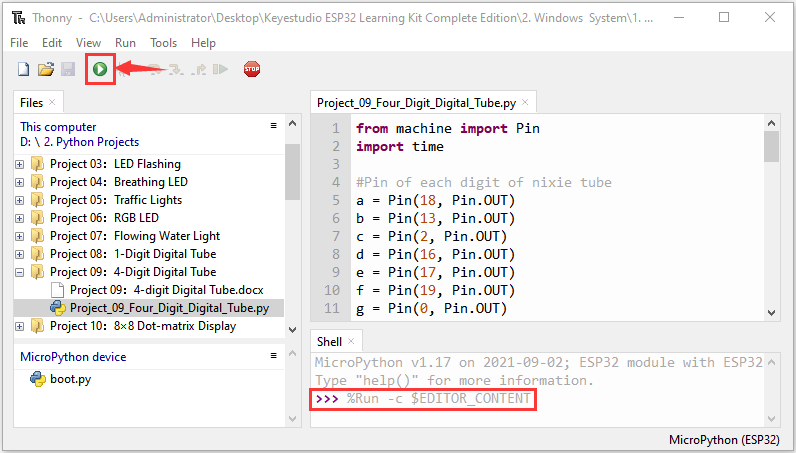 Thonny - C:\Users\Administrator\Desktop\Keyestudio ESP32 Learning Kit Complete Edition\2. Windows System\1. ...
File Edit View Run Tools Help
STOP
Files
This computer
D: \ 2. Python Projects
Project 03: LED Flashing
Project 04: Breathing LED
Project 05: Traffic Lights
Project 06: RGB LED
Project 07: Flowing Water Light
Project 08: 1-Digit Digital Tube
Project 09: 4-Digit Digital Tube
Project 09: 4-digit Digital Tube.docx
Project_09_Four_Digit_Digital_Tube.py
Project 10: 8×8 Dot-matrix Display
MicroPython device
boot.py
Project_09_Four_Digit_Digital_Tube.py
1 from machine import Pin
2 import time
3
4 #Pin of each digit of nixie tube
5 a = Pin(18, Pin.OUT)
6 b = Pin(13, Pin.OUT)
7 c = Pin(2, Pin.OUT)
8 d = Pin(16, Pin.OUT)
9 e = Pin(17, Pin.OUT)
10 f = Pin(19, Pin.OUT)
11 g = Pin(0, Pin.OUT)
Shell
MicroPython v1.17 on 2021-09-02; ESP32 module with ESP32
Type "help()" for more information.
>>> %Run -c $EDITOR_CONTENT
MicroPython (ESP32)